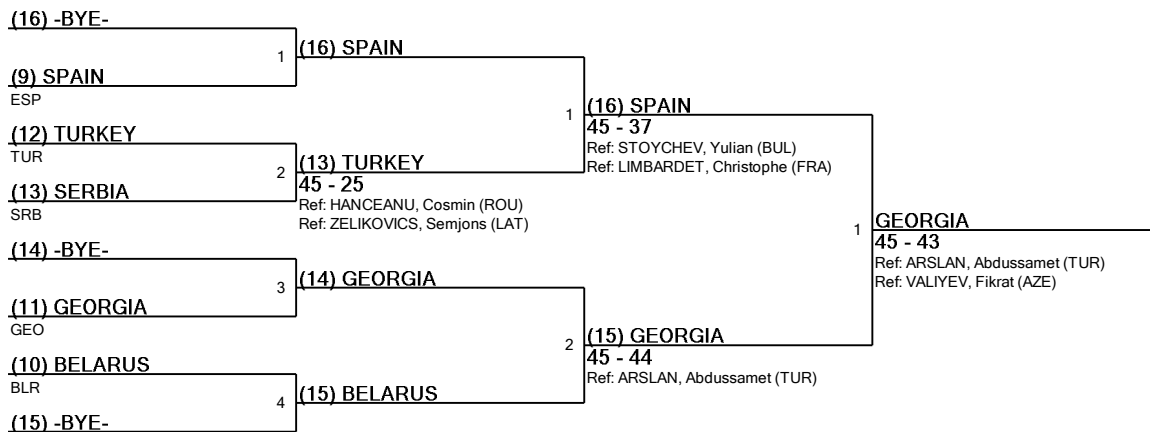 (16) -BYE-
(9) SPAIN
ESP
(12) TURKEY
TUR
(13) SERBIA
SRB
(14) -BYE-
(11) GEORGIA
GEO
(10) BELARUS
BLR
(15) -BYE-
1
(16) SPAIN
2
(13) TURKEY
45 - 25
Ref: HANCEANU, Cosmin (ROU)
Ref: ZELIKOVICS, Semjons (LAT)
3
(14) GEORGIA
4
(15) BELARUS
1
(16) SPAIN
45 - 37
Ref: STOYCHEV, Yulian (BUL)
Ref: LIMBARDET, Christophe (FRA)
2
(15) GEORGIA
45 - 44
Ref: ARSLAN, Abdussamet (TUR)
1
GEORGIA
45 - 43
Ref: ARSLAN, Abdussamet (TUR)
Ref: VALIYEV, Fikrat (AZE)